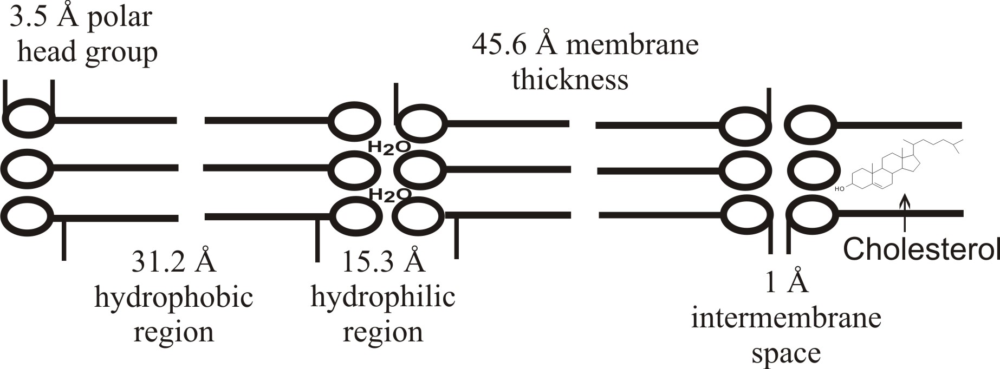 3.5 Å polar
head group
45.6 Å membrane
thickness
H2O
H2O
HO
Cholesterol
31.2 Å
hydrophobic
region
15.3 Å
hydrophilic
region
1 Å
intermembrane
space